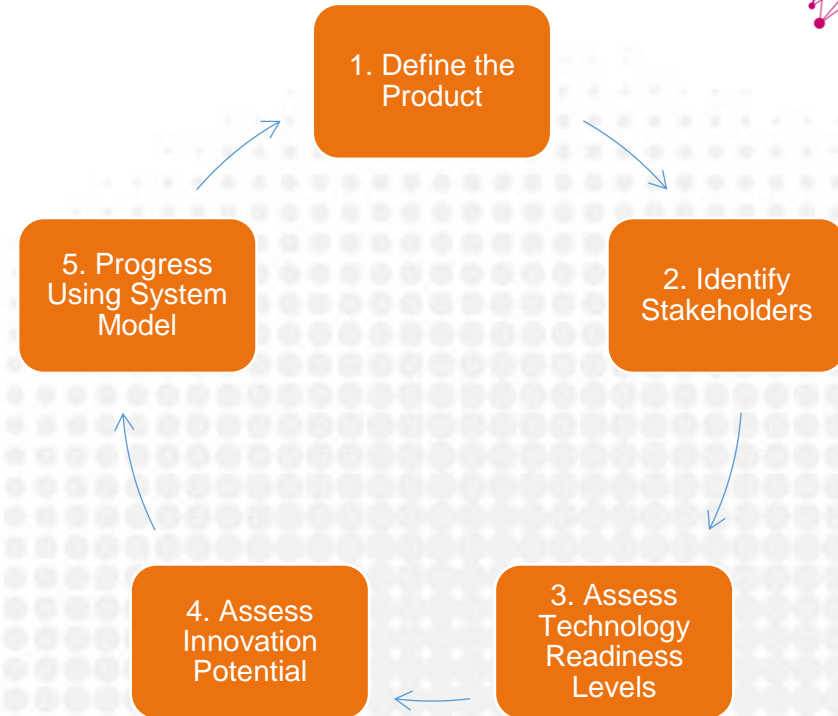 1. Define the
Product
2. Identify
Stakeholders
3. Assess
Technology
Readiness
Levels
4. Assess
Innovation
Potential
5. Progress
Using System
Model